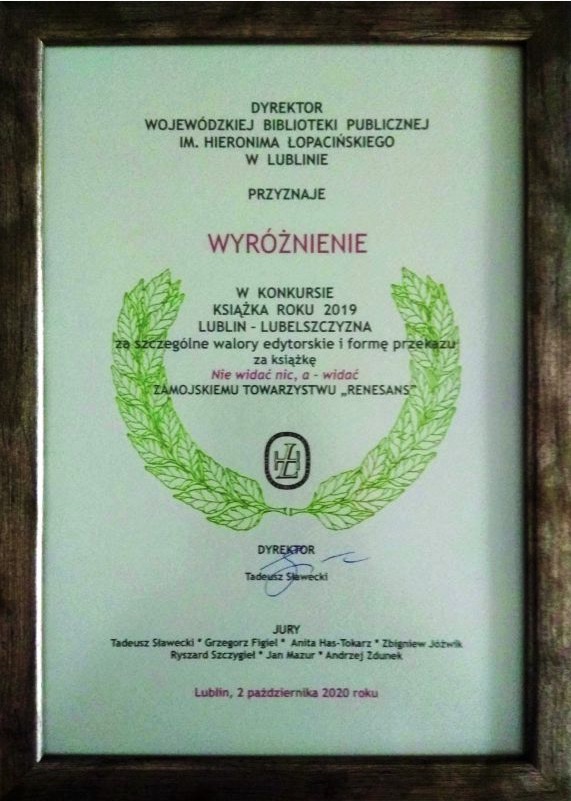 DYREKTOR
WOJEWÓDZKIEJ BIBLIOTEKI PUBLICZNEJ
IM. HIERONIMA ŁOPACIŃSKIEGO
W LUBLINIE
PRZYZNAJE
WYRÓŻNIENIE
W KONKURSIE
KSIĄŻKA ROKU 2019
LUBLIN - LUBELSZCZYZNA
za szczególne walory edytorskie i formę przekazu
za książkę
Nie widać nic, a - widać
ZAMOJSKIEMU TOWARZYSTWU „RENESANS”
DYREKTOR
Tadeusz Sławecki
JURY
Tadeusz Sławecki * Grzegorz Figiel * Anita Has-Tokarz * Zbigniew Jóźwik
Ryszard Szczygieł * Jan Mazur * Andrzej Zdunek
Lublin, 2 października 2020 roku